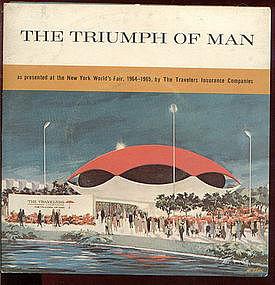 THE TRIUMPH OF MAN
as presented at the New York World's Fair, 1964-1965, by The Travelers Insurance Companies
THE TRAVELERS